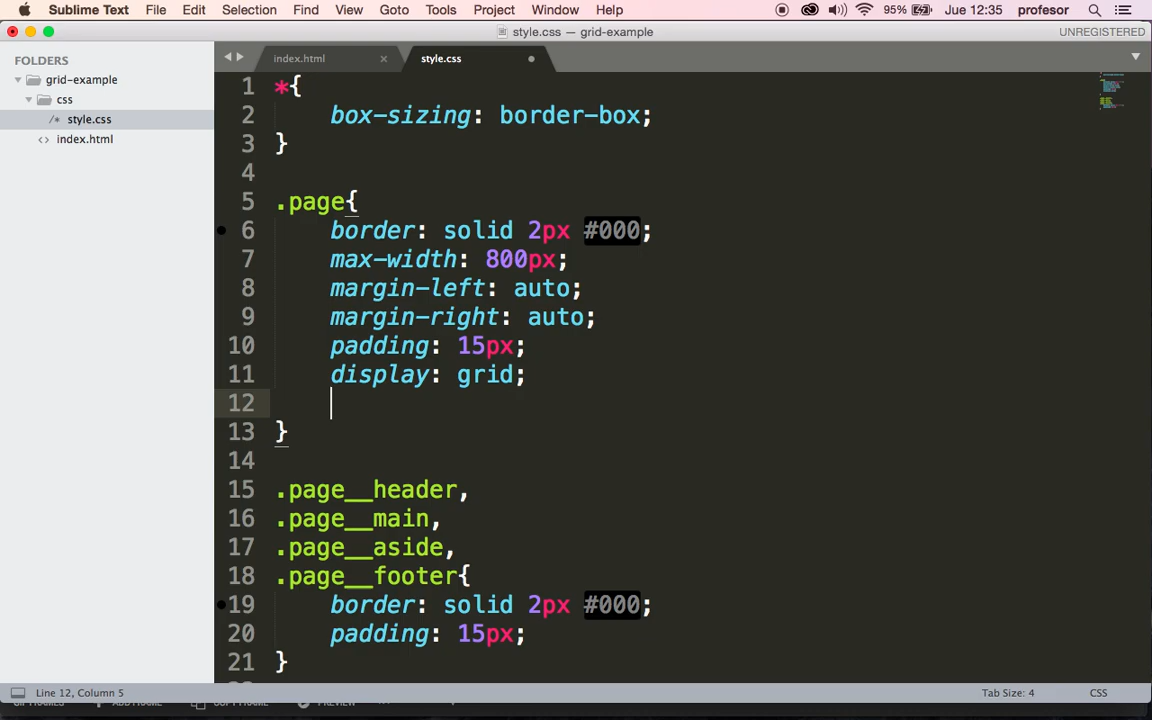 Sublime Text File Edit Selection Find View Goto Tools Project Window Help 95% Jue 12:35 profesor
style.css — grid-example UNREGISTERED
FOLDERS
grid-example
css
/* style.css
<> index.html
index.html × style.css
1 *{
2 box-sizing: border-box;
3 }
4
5 .page{
6 border: solid 2px #000;
7 max-width: 800px;
8 margin-left: auto;
9 margin-right: auto;
10 padding: 15px;
11 display: grid;
12
13 }
14
15 .page__header,
16 .page__main,
17 .page__aside,
18 .page__footer{
19 border: solid 2px #000;
20 padding: 15px;
21 }
Line 12, Column 5 Tab Size: 4 CSS